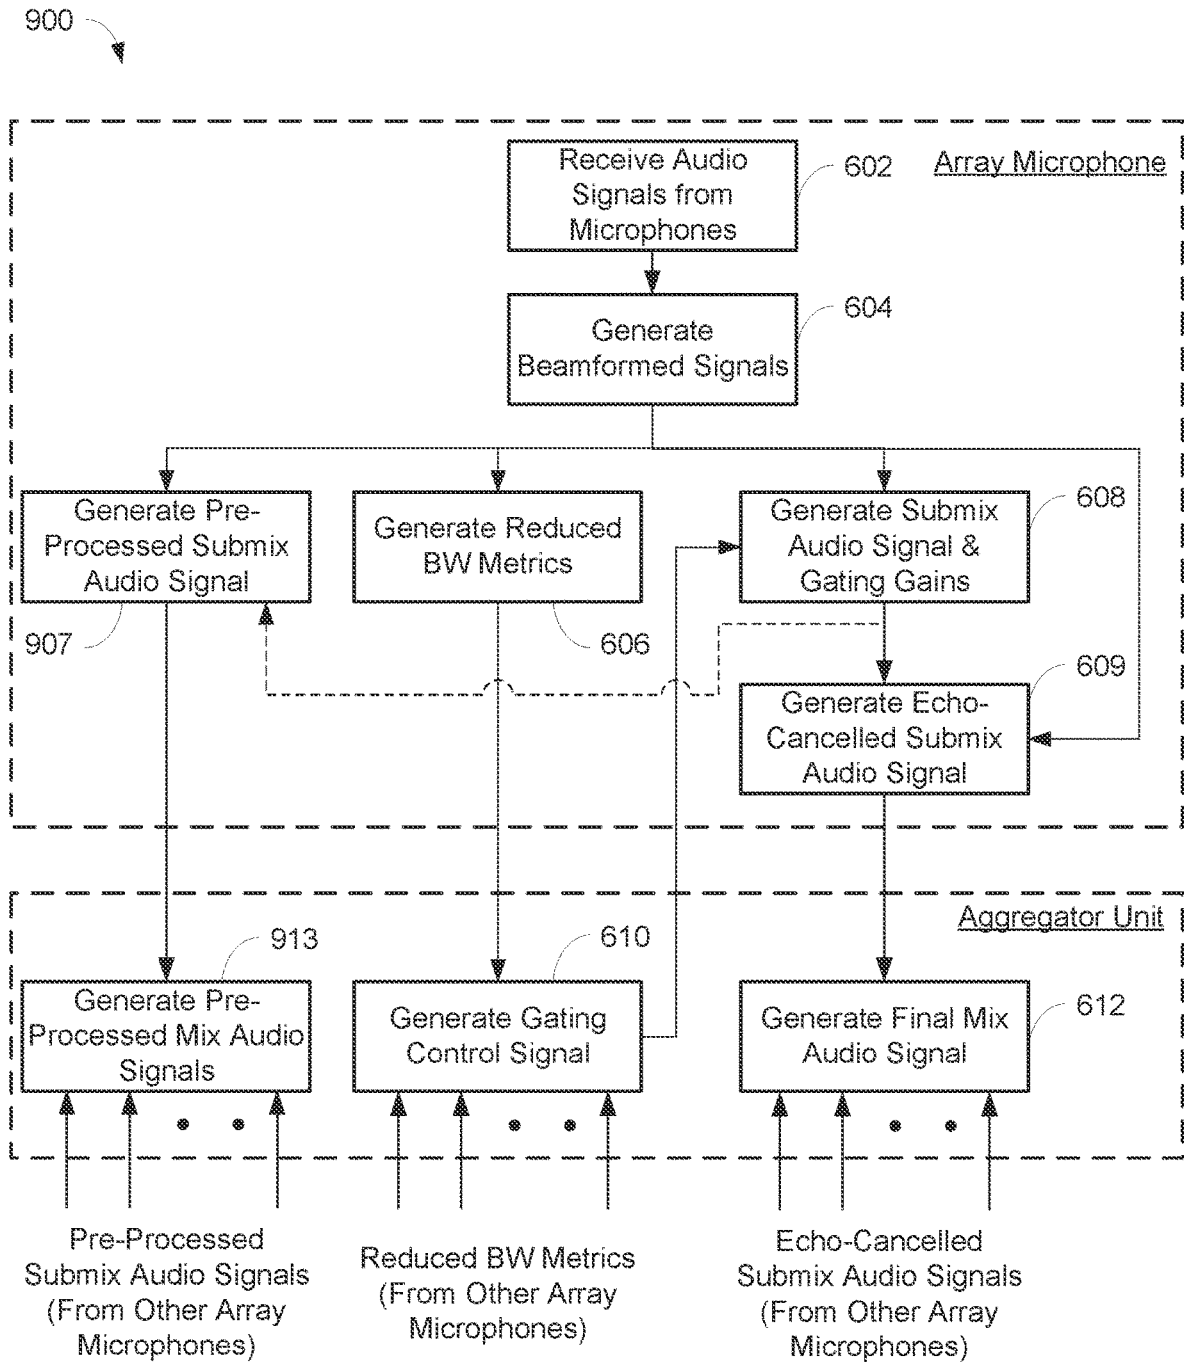 900
Receive Audio
Signals from
Microphones
602
Array Microphone
Generate
Beamformed Signals
604
Generate Pre-
Processed Submix
Audio Signal
907
Generate Reduced
BW Metrics
606
Generate Submix
Audio Signal &
Gating Gains
608
Generate Echo-
Cancelled Submix
Audio Signal
609
Aggregator Unit
Generate Pre-
Processed Mix Audio
Signals
913
Generate Gating
Control Signal
610
Generate Final Mix
Audio Signal
612
Pre-Processed
Submix Audio Signals
(From Other Array
Microphones)
Reduced BW Metrics
(From Other Array
Microphones)
Echo-Cancelled
Submix Audio Signals
(From Other Array
Microphones)